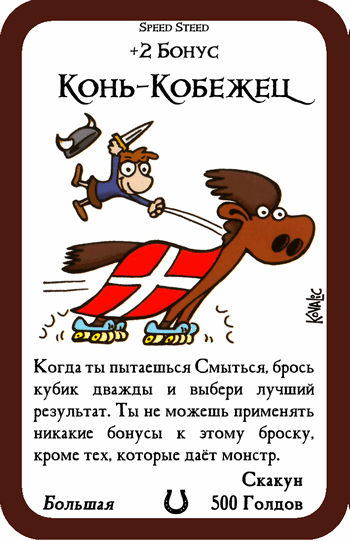 Speed Steed
+2 Бонус
Конь-Кобежец
Kovalic
Когда ты пытаешься Смыться, брось
кубик дважды и выбери лучший
результат. Ты не можешь применять
никакие бонусы к этому броску,
кроме тех, которые даёт монстр.
Скакун
Большая 500 Голдов